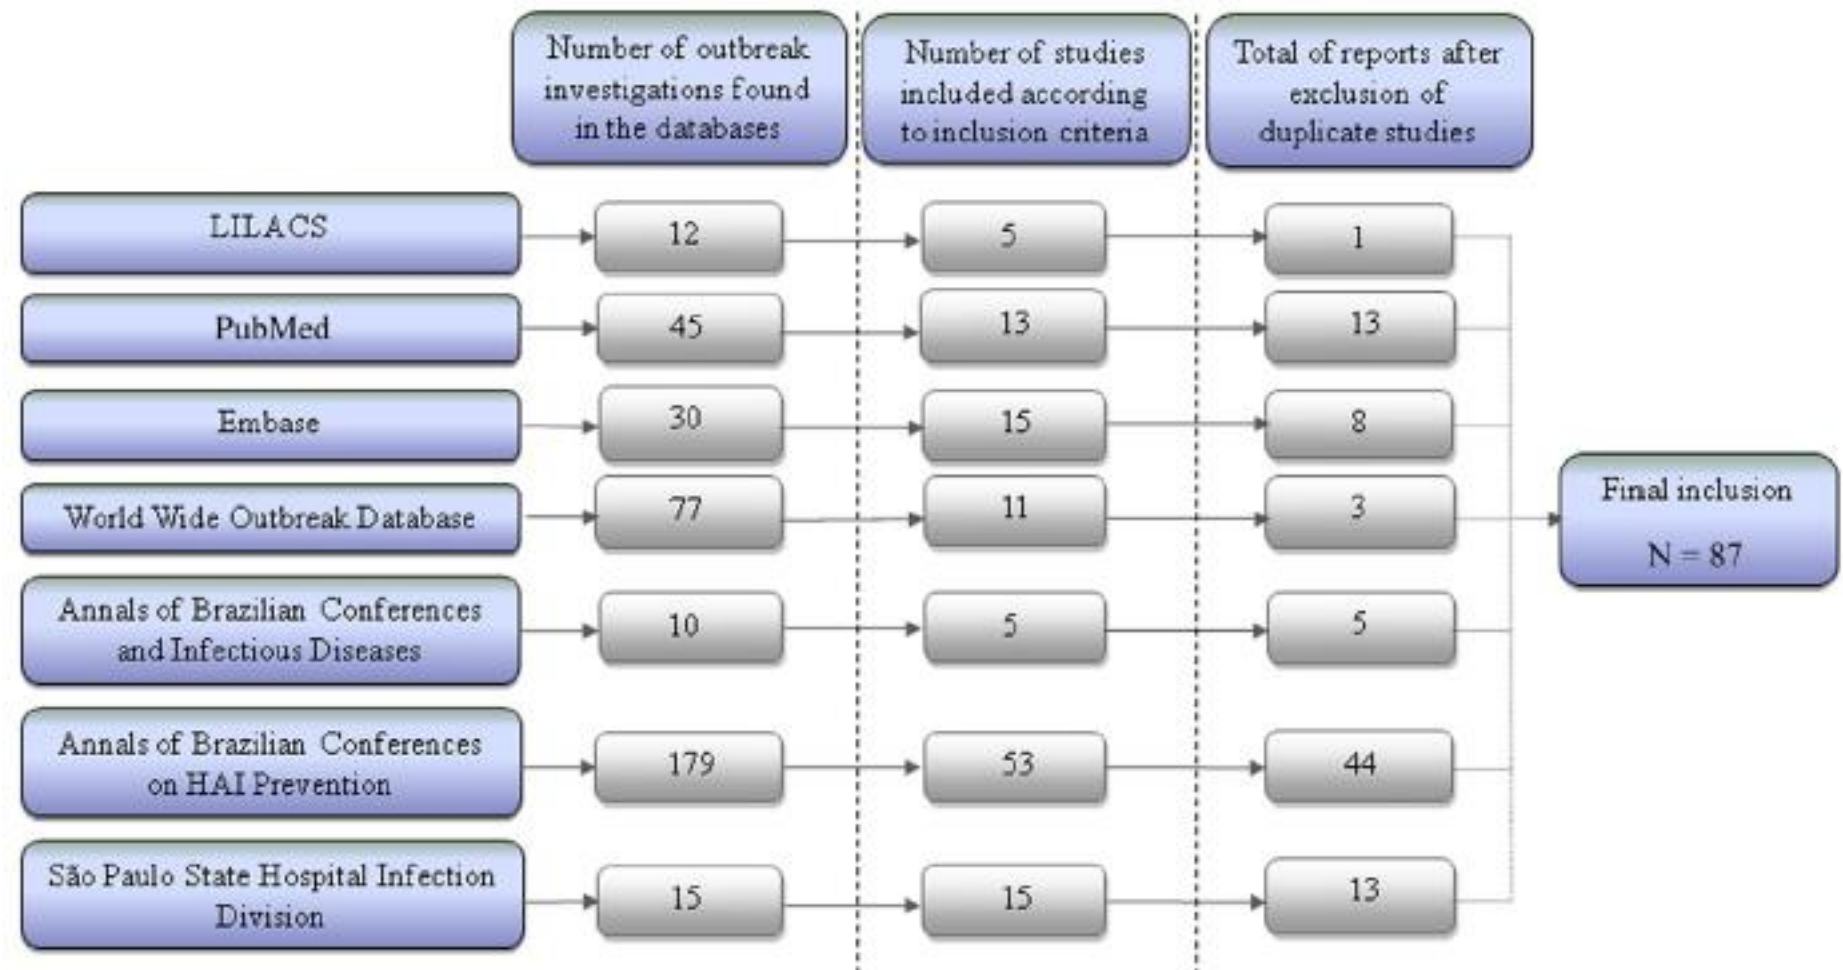 Number of outbreak
investigations found
in the databases
Number of studies
included according
to inclusion criteria
Total of reports after
exclusion of
duplicate studies
LILACS
12
5
1
PubMed
45
13
13
Embase
30
15
8
World Wide Outbreak Database
77
11
3
Final inclusion
N = 87
Annals of Brazilian Conferences
and Infectious Diseases
10
5
5
Annals of Brazilian Conferences
on HAI Prevention
179
53
44
São Paulo State Hospital Infection
Division
15
15
13